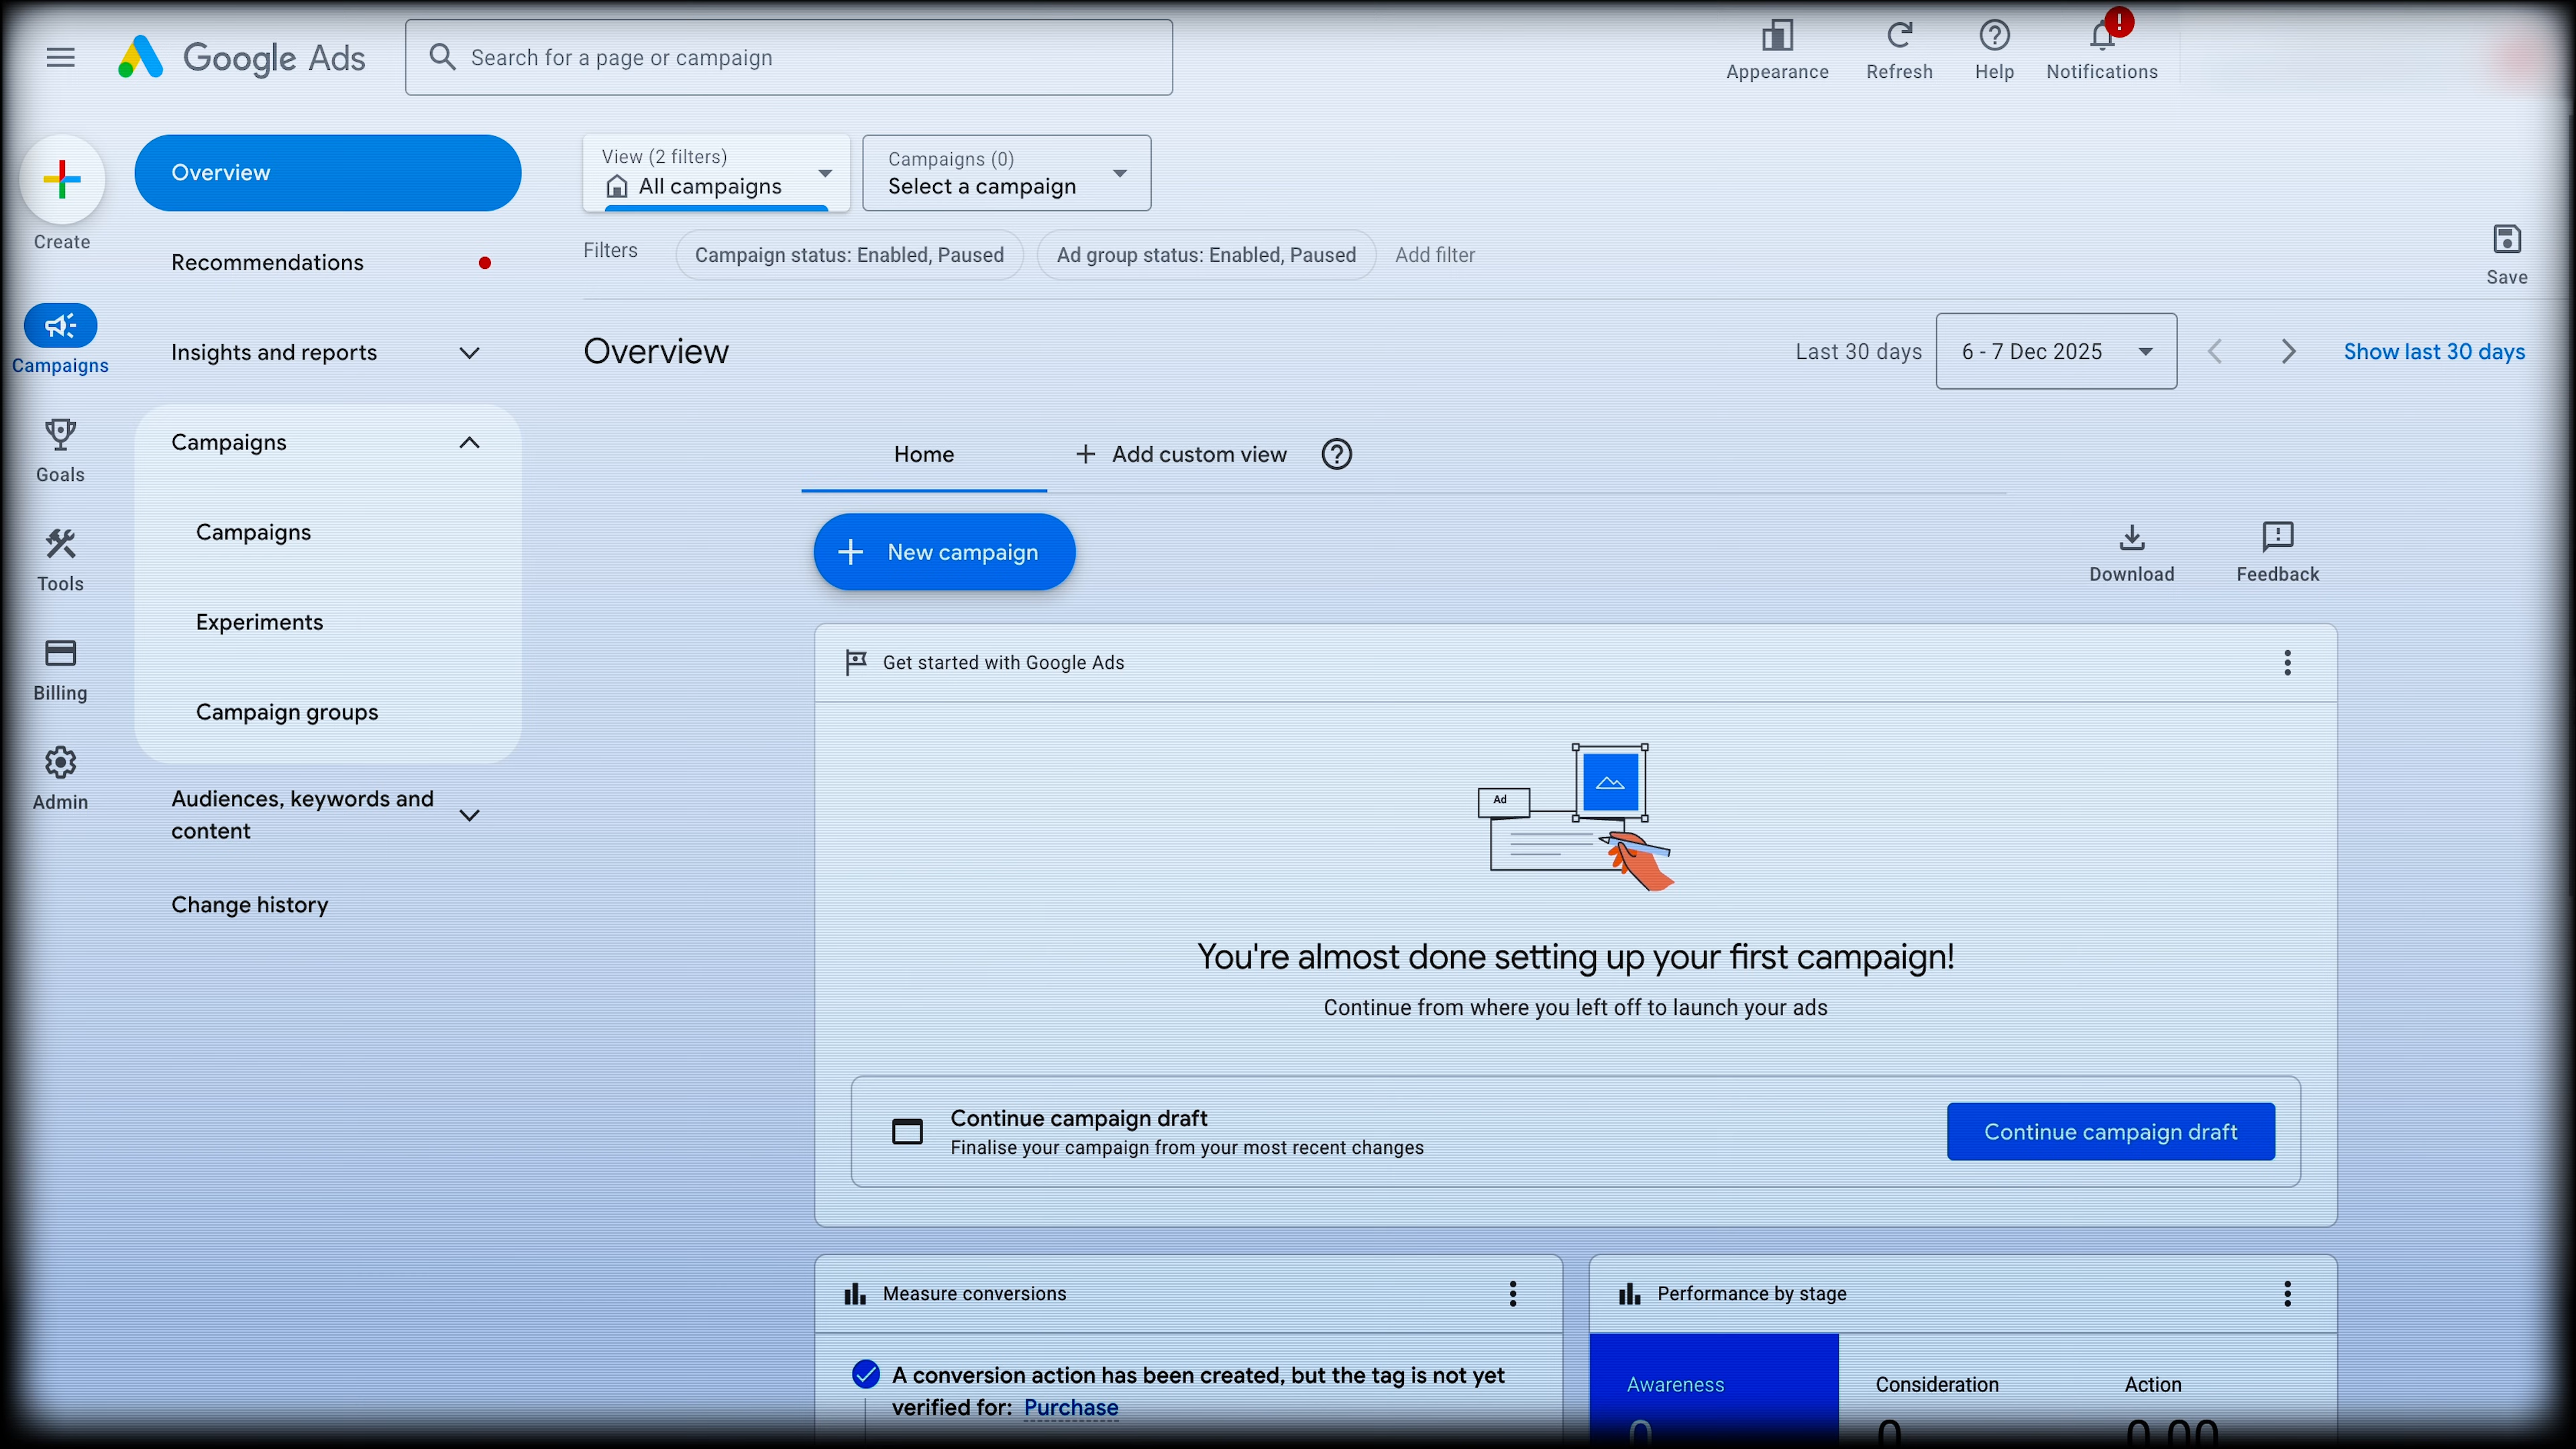 Google Ads
Search for a page or campaign
Appearance
Refresh
Help
Notifications
Create
Campaigns
Goals
Tools
Billing
Admin
Overview
Recommendations
Insights and reports
Campaigns
Campaigns
Experiments
Campaign groups
Audiences, keywords and
content
Change history
View (2 filters)
All campaigns
Campaigns (0)
Select a campaign
Filters
Campaign status: Enabled, Paused
Ad group status: Enabled, Paused
Add filter
Save
Overview
Last 30 days
6 - 7 Dec 2025
Show last 30 days
Home
Add custom view
New campaign
Download
Feedback
Get started with Google Ads
Ad
You're almost done setting up your first campaign!
Continue from where you left off to launch your ads
Continue campaign draft
Finalise your campaign from your most recent changes
Continue campaign draft
Measure conversions
A conversion action has been created, but the tag is not yet
verified for: Purchase
Performance by stage
Awareness
0
Consideration
0
Action
0.00